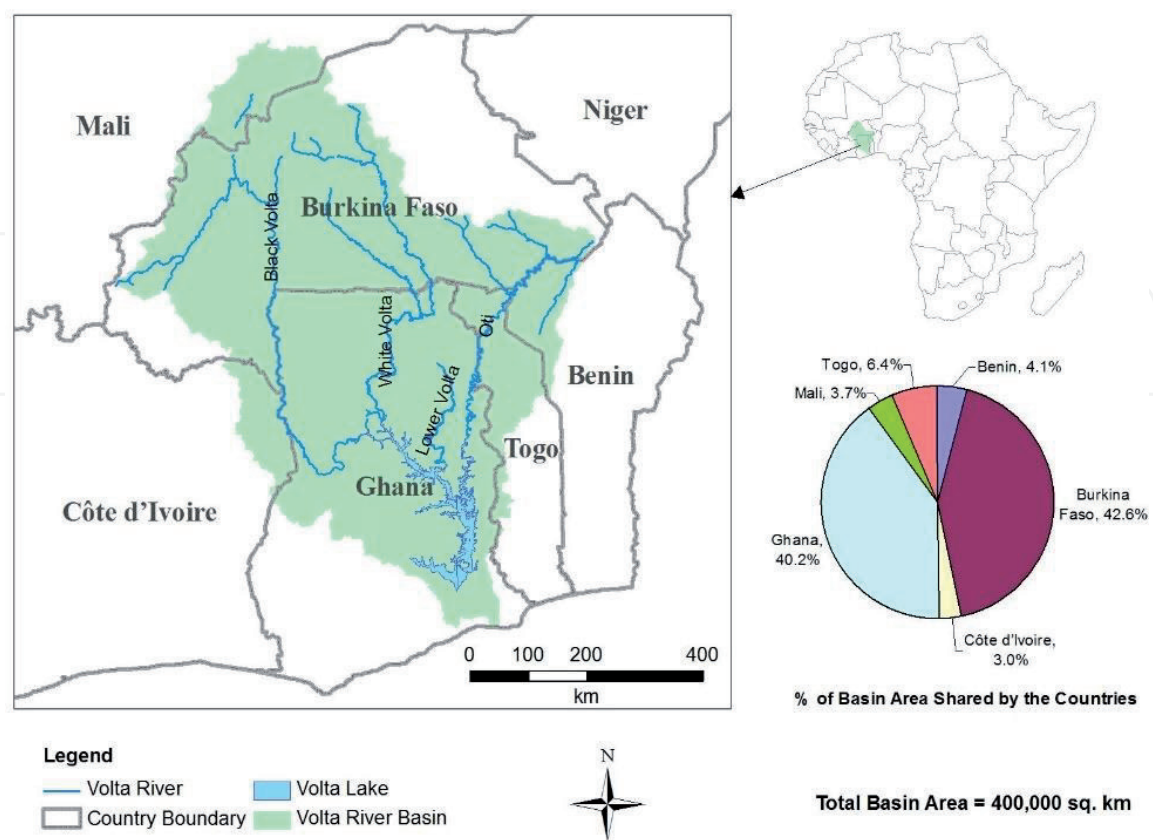 Mali
Niger
Burkina Faso
Black Volta
White Volta
Oti
Lower Volta
Benin
Togo
Ghana
Côte d’Ivoire
0 100 200 400
km
Togo, 6.4%
Benin, 4.1%
Mali, 3.7%
Burkina
Faso, 42.6%
Ghana,
40.2%
Côte d'Ivoire,
3.0%
% of Basin Area Shared by the Countries
Legend
Volta River
Volta Lake
Country Boundary
Volta River Basin
N
Total Basin Area = 400,000 sq. km